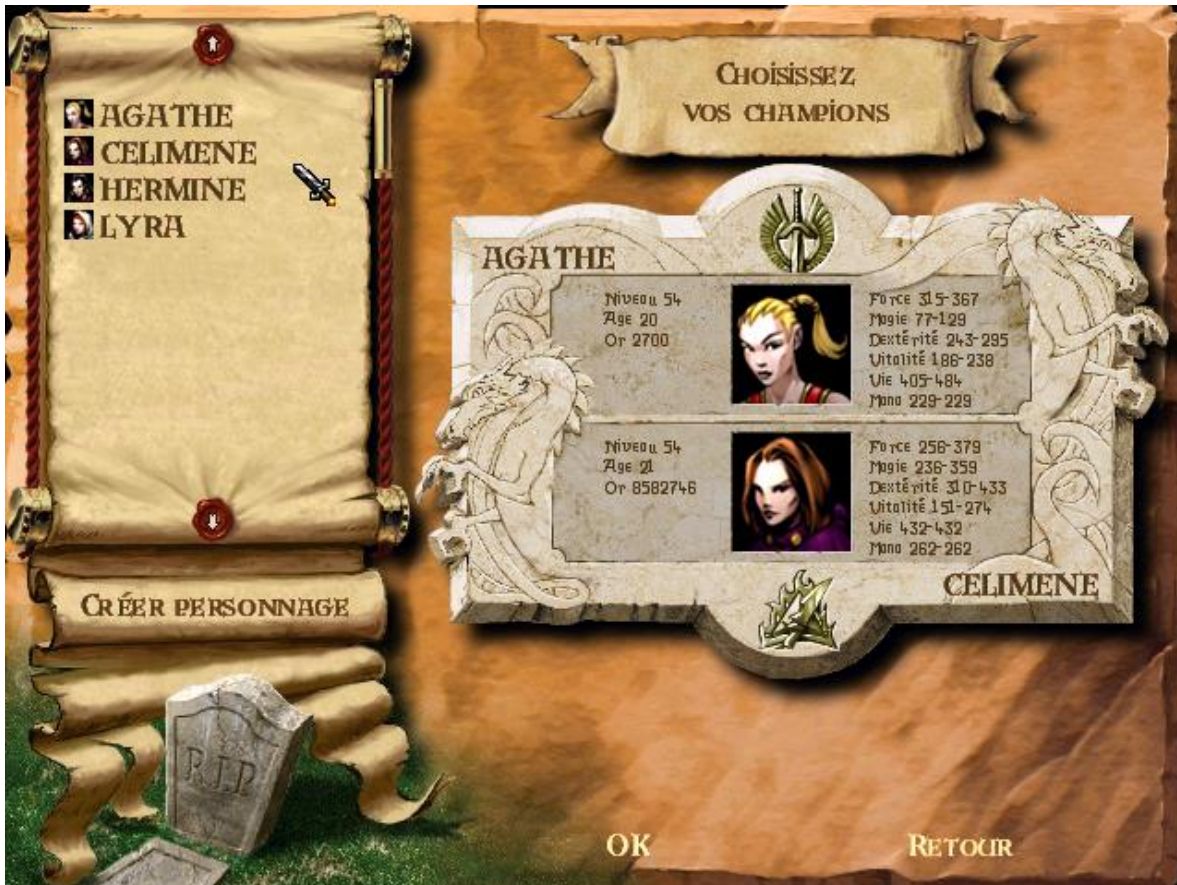 AGATHE
CELIMENE
HERMINE
LYRA
CRÉER PERSONNAGE
R.I.P
CHOISISSEZ
VOS CHAMPIONS
AGATHE
Niveau 54
Age 20
Or 2700
Force 315-367
Magie 77-129
Dextérité 243-295
Vitalité 186-238
Vie 405-484
Mana 229-229
Niveau 54
Age 21
Or 8582746
Force 256-379
Magie 236-359
Dextérité 310-433
Vitalité 151-274
Vie 432-432
Mana 262-262
CELIMENE
OK
RETOUR